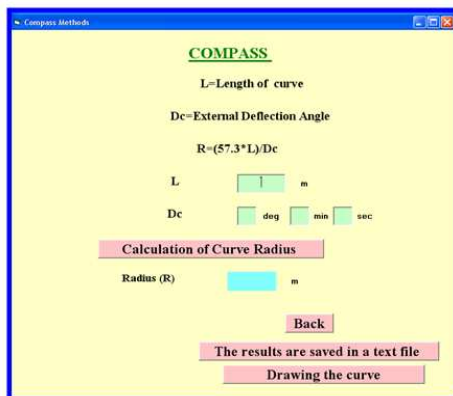 Compass Methods
COMPASS
L=Length of curve
Dc=External Deflection Angle
R=(57.3*L)/Dc
L m
Dc deg min sec
Calculation of Curve Radius
Radius (R) m
Back
The results are saved in a text file
Drawing the curve